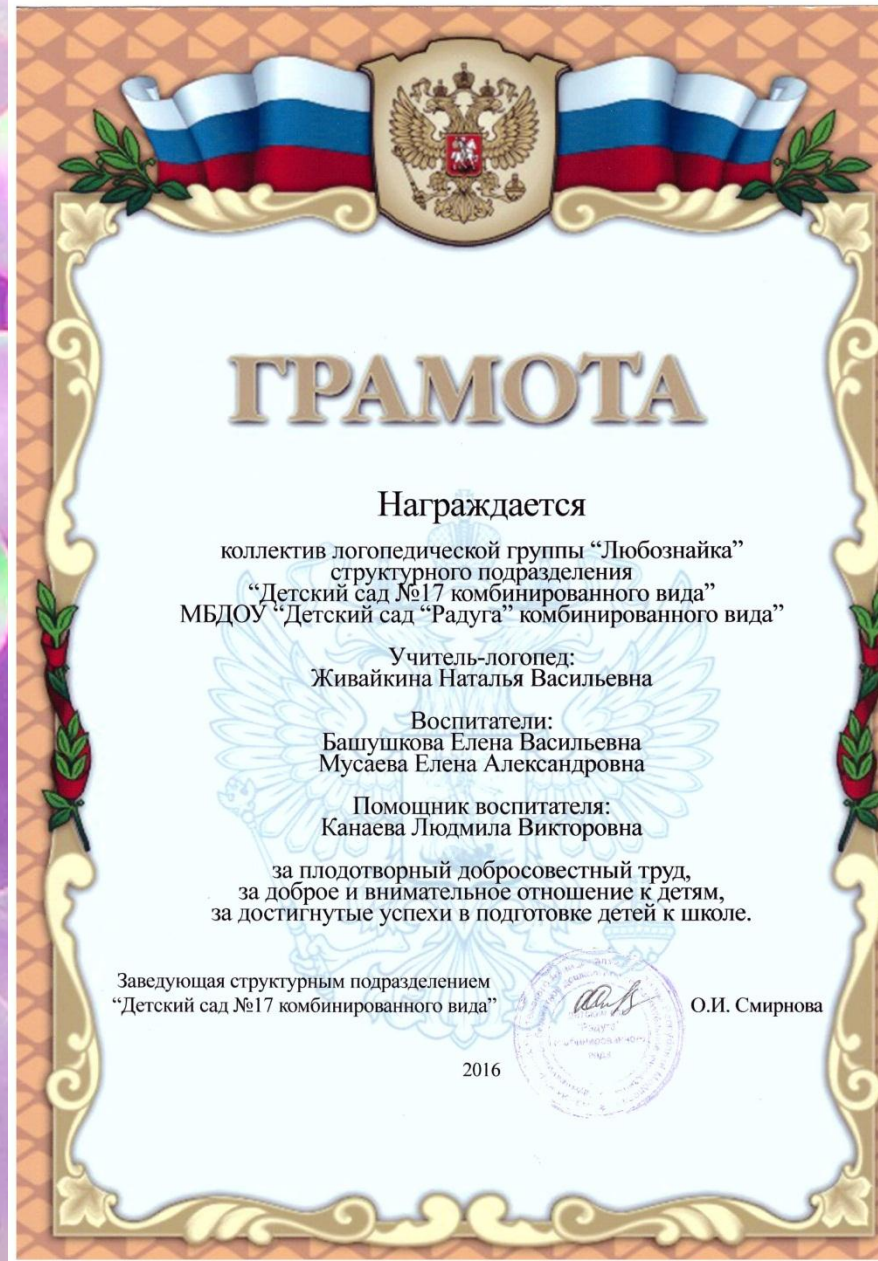 ГРАМОТА
Награждается
коллектив логопедической группы “Любознайка”
структурного подразделения
“Детский сад №17 комбинированного вида”
МБДОУ “Детский сад “Радуга” комбинированного вида”
Учитель-логопед:
Живайкина Наталья Васильевна
Воспитатели:
Башушкова Елена Васильевна
Мусаева Елена Александровна
Помощник воспитателя:
Канаева Людмила Викторовна
за плодотворный добросовестный труд,
за доброе и внимательное отношение к детям,
за достигнутые успехи в подготовке детей к школе.
Заведующая структурным подразделением
“Детский сад №17 комбинированного вида”
О.И. Смирнова
"Радуга"
комбинированного
вида
2016